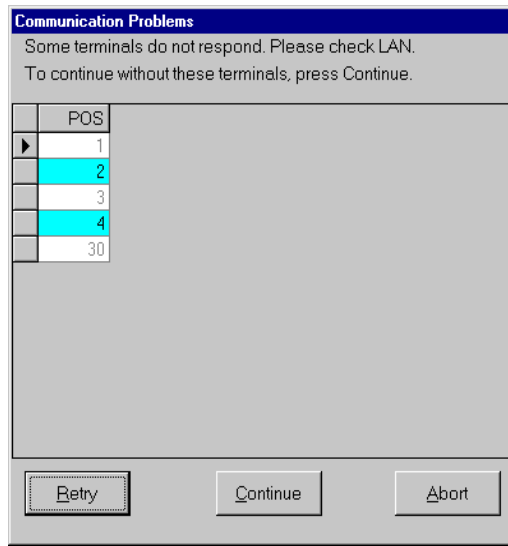 Communication Problems
Some terminals do not respond. Please check LAN.
To continue without these terminals, press Continue.
POS
1
2
3
4
30
Retry Continue Abort